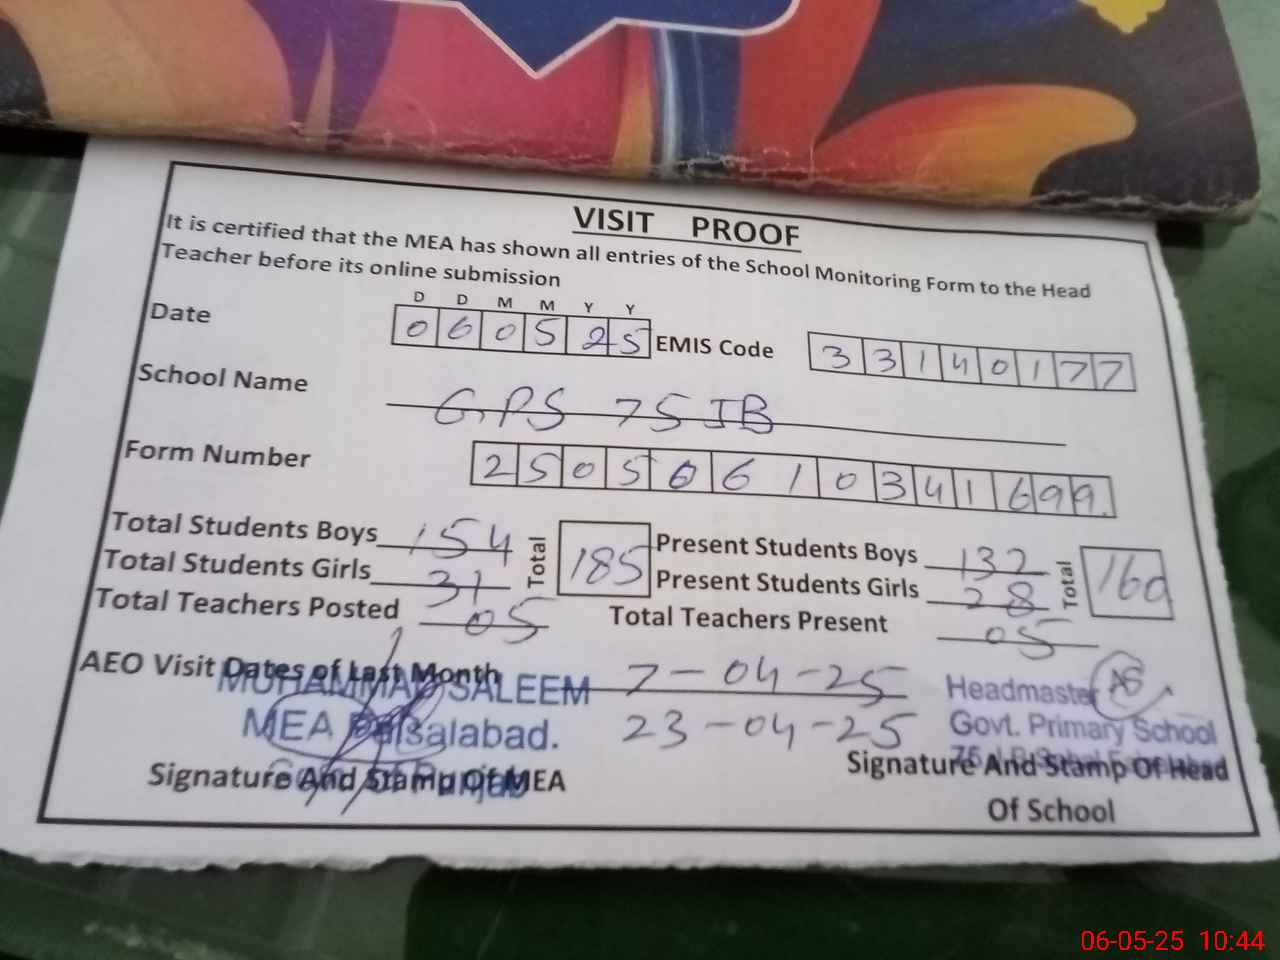 VISIT PROOF
It is certified that the MEA has shown all entries of the School Monitoring Form to the Head
Teacher before its online submission
D D M M Y Y
Date 0 6 0 5 2 5 EMIS Code 3 3 1 4 0 1 7 7
School Name G,PS 75 JB
Form Number 2 5 0 5 0 6 1 0 3 4 1 6 9 9.
Total Students Boys 154 Total 185 Present Students Boys 132 Total 160
Total Students Girls 31 Present Students Girls 28
Total Teachers Posted 05 Total Teachers Present 05
AEO Visit Dates of Last Month 7-04-25
23-04-25
MUHAMMAD SALEEM
MEA Faisalabad.
Signature And Stamp Of MEA
Headmaster
Govt. Primary School
Signature And Stamp Of Head
Of School
06-05-25 10:44